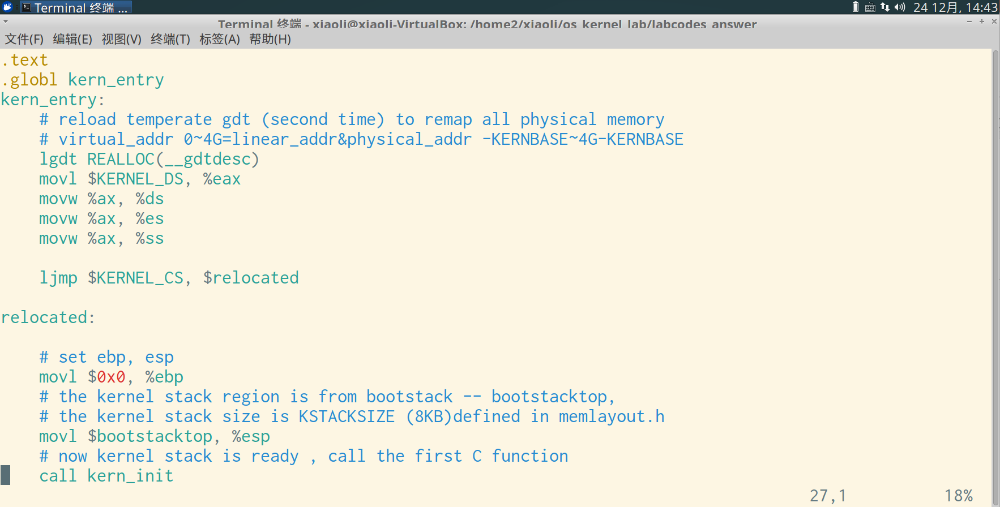 Terminal 终端 ...
24 12月, 14:43
Terminal 终端 - xiaoli@xiaoli-VirtualBox: /home2/xiaoli/os_kernel_lab/labcodes_answer
文件(F) 编辑(E) 视图(V) 终端(T) 标签(A) 帮助(H)
.text
.globl kern_entry
kern_entry:
    # reload temperate gdt (second time) to remap all physical memory
    # virtual_addr 0~4G=linear_addr&physical_addr -KERNBASE~4G-KERNBASE
    lgdt REALLOC(__gdtdesc)
    movl $KERNEL_DS, %eax
    movw %ax, %ds
    movw %ax, %es
    movw %ax, %ss
    ljmp $KERNEL_CS, $relocated
relocated:
    # set ebp, esp
    movl $0x0, %ebp
    # the kernel stack region is from bootstack -- bootstacktop,
    # the kernel stack size is KSTACKSIZE (8KB)defined in memlayout.h
    movl $bootstacktop, %esp
    # now kernel stack is ready , call the first C function
    call kern_init
27,1 18%